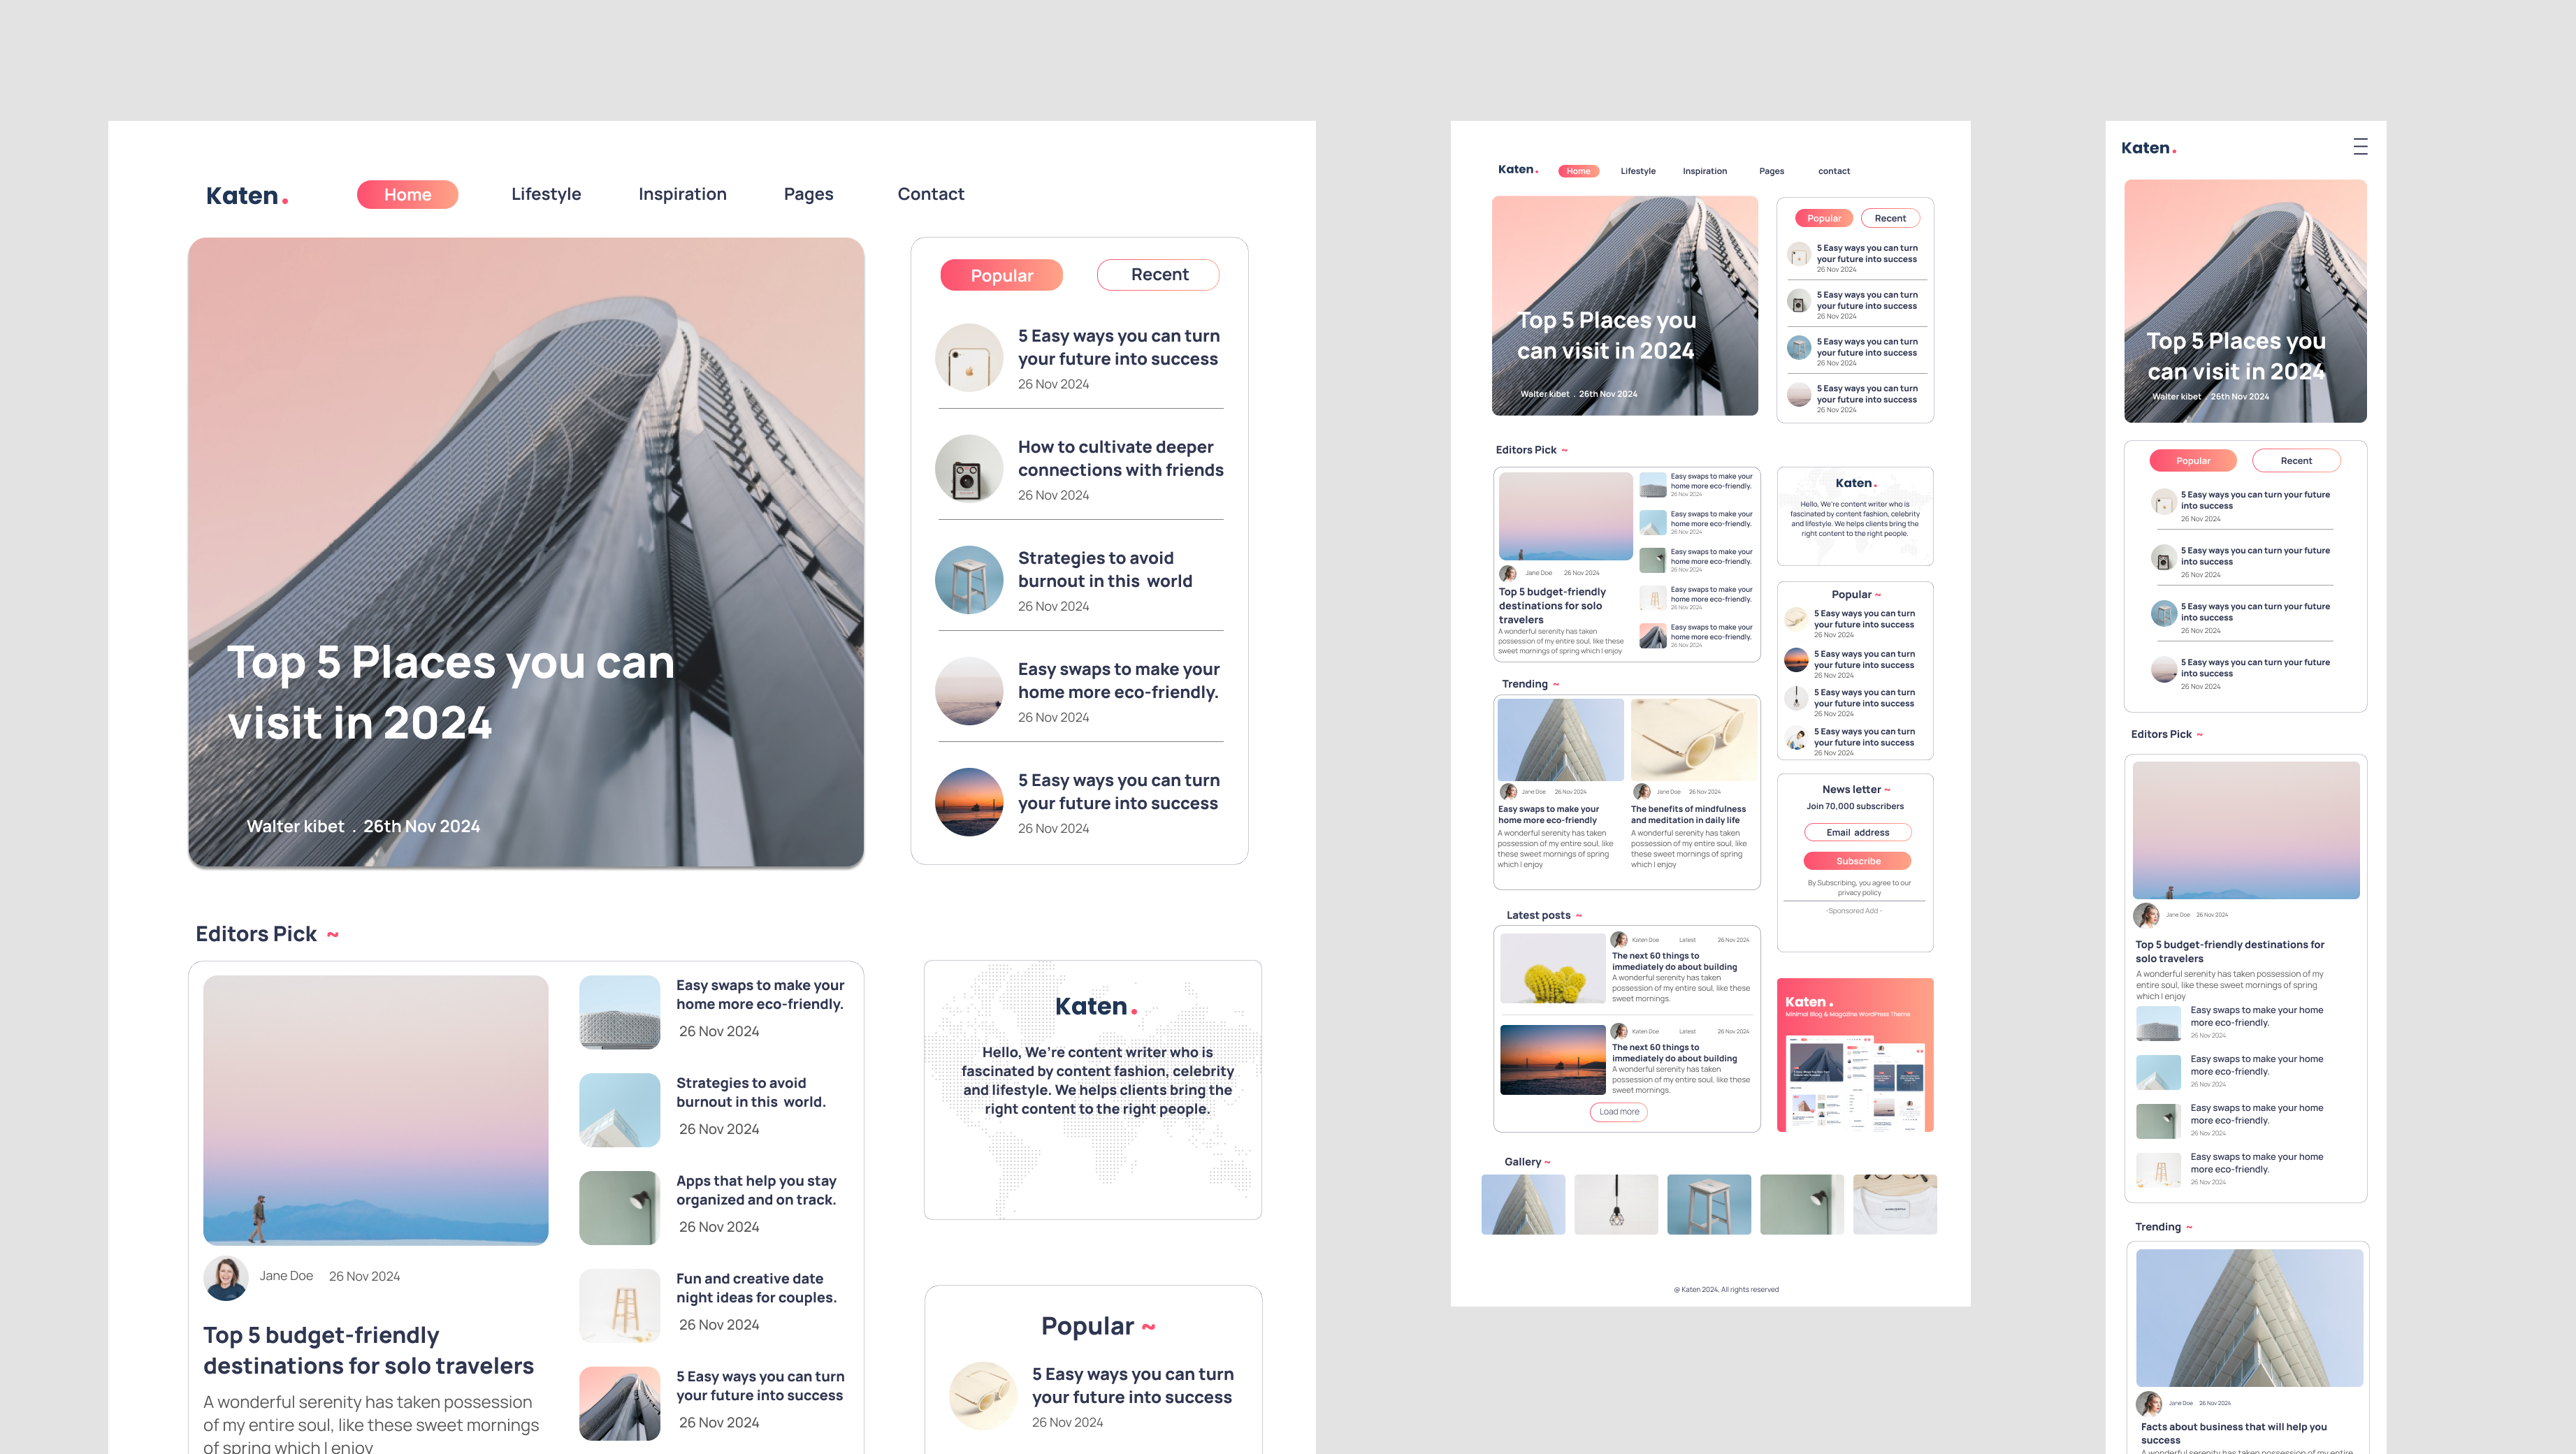 Katen.
Home
Lifestyle
Inspiration
Pages
Contact
Top 5 Places you can
visit in 2024
Walter kibet . 26th Nov 2024
Popular
Recent
5 Easy ways you can turn
your future into success
26 Nov 2024
How to cultivate deeper
connections with friends
26 Nov 2024
Strategies to avoid
burnout in this world
26 Nov 2024
Easy swaps to make your
home more eco-friendly.
26 Nov 2024
5 Easy ways you can turn
your future into success
26 Nov 2024
Editors Pick ~
Jane Doe 26 Nov 2024
Top 5 budget-friendly
destinations for solo travelers
A wonderful serenity has taken possession
of my entire soul, like these sweet mornings
of spring which I enjoy
Easy swaps to make your
home more eco-friendly.
26 Nov 2024
Strategies to avoid
burnout in this world.
26 Nov 2024
Apps that help you stay
organized and on track.
26 Nov 2024
Fun and creative date
night ideas for couples.
26 Nov 2024
5 Easy ways you can turn
your future into success
26 Nov 2024
Katen.
Hello, We're content writer who is
fascinated by content fashion, celebrity
and lifestyle. We helps clients bring the
right content to the right people.
Popular ~
5 Easy ways you can turn
your future into success
26 Nov 2024
Katen.
Home
Lifestyle
Inspiration
Pages
contact
Top 5 Places you
can visit in 2024
Walter kibet . 26th Nov 2024
Popular
Recent
5 Easy ways you can turn
your future into success
26 Nov 2024
5 Easy ways you can turn
your future into success
26 Nov 2024
5 Easy ways you can turn
your future into success
26 Nov 2024
5 Easy ways you can turn
your future into success
26 Nov 2024
Editors Pick ~
Jane Doe 26 Nov 2024
Top 5 budget-friendly
destinations for solo
travelers
A wonderful serenity has taken
possession of my entire soul, like these
sweet mornings of spring which I enjoy
Easy swaps to make your
home more eco-friendly.
26 Nov 2024
Easy swaps to make your
home more eco-friendly.
26 Nov 2024
Easy swaps to make your
home more eco-friendly.
26 Nov 2024
Easy swaps to make your
home more eco-friendly.
26 Nov 2024
Easy swaps to make your
home more eco-friendly.
26 Nov 2024
Katen.
Hello, We're content writer who is
fascinated by content fashion, celebrity
and lifestyle. We helps clients bring the
right content to the right people.
Popular ~
5 Easy ways you can turn
your future into success
26 Nov 2024
5 Easy ways you can turn
your future into success
26 Nov 2024
5 Easy ways you can turn
your future into success
26 Nov 2024
5 Easy ways you can turn
your future into success
26 Nov 2024
Trending ~
Jane Doe 26 Nov 2024
Easy swaps to make your
home more eco-friendly
A wonderful serenity has taken
possession of my entire soul, like
these sweet mornings of spring
which I enjoy
Jane Doe 26 Nov 2024
The benefits of mindfulness
and meditation in daily life
A wonderful serenity has taken
possession of my entire soul, like
these sweet mornings of spring
which I enjoy
News letter ~
Join 70,000 subscribers
Email address
Subscribe
By Subscribing, you agree to our
privacy policy
-Sponsored Add -
Latest posts ~
Katen Doe Latest 26 Nov 2024
The next 60 things to
immediately do about building
A wonderful serenity has taken
possession of my entire soul, like these
sweet mornings.
Katen Doe Latest 26 Nov 2024
The next 60 things to
immediately do about building
A wonderful serenity has taken
possession of my entire soul, like these
sweet mornings.
Load more
Katen.
Minimal Blog & Magazine WordPress Theme
Gallery ~
@ Katen 2024, All rights reserved
Katen.
Top 5 Places you
can visit in 2024
Walter kibet . 26th Nov 2024
Popular
Recent
5 Easy ways you can turn your future
into success
26 Nov 2024
5 Easy ways you can turn your future
into success
26 Nov 2024
5 Easy ways you can turn your future
into success
26 Nov 2024
5 Easy ways you can turn your future
into success
26 Nov 2024
Editors Pick ~
Jane Doe 26 Nov 2024
Top 5 budget-friendly destinations for
solo travelers
A wonderful serenity has taken possession of my
entire soul, like these sweet mornings of spring
which I enjoy
Easy swaps to make your home
more eco-friendly.
26 Nov 2024
Easy swaps to make your home
more eco-friendly.
26 Nov 2024
Easy swaps to make your home
more eco-friendly.
26 Nov 2024
Easy swaps to make your home
more eco-friendly.
26 Nov 2024
Trending ~
Jane Doe 26 Nov 2024
Facts about business that will help you
success
A wonderful serenity has taken possession of my entire